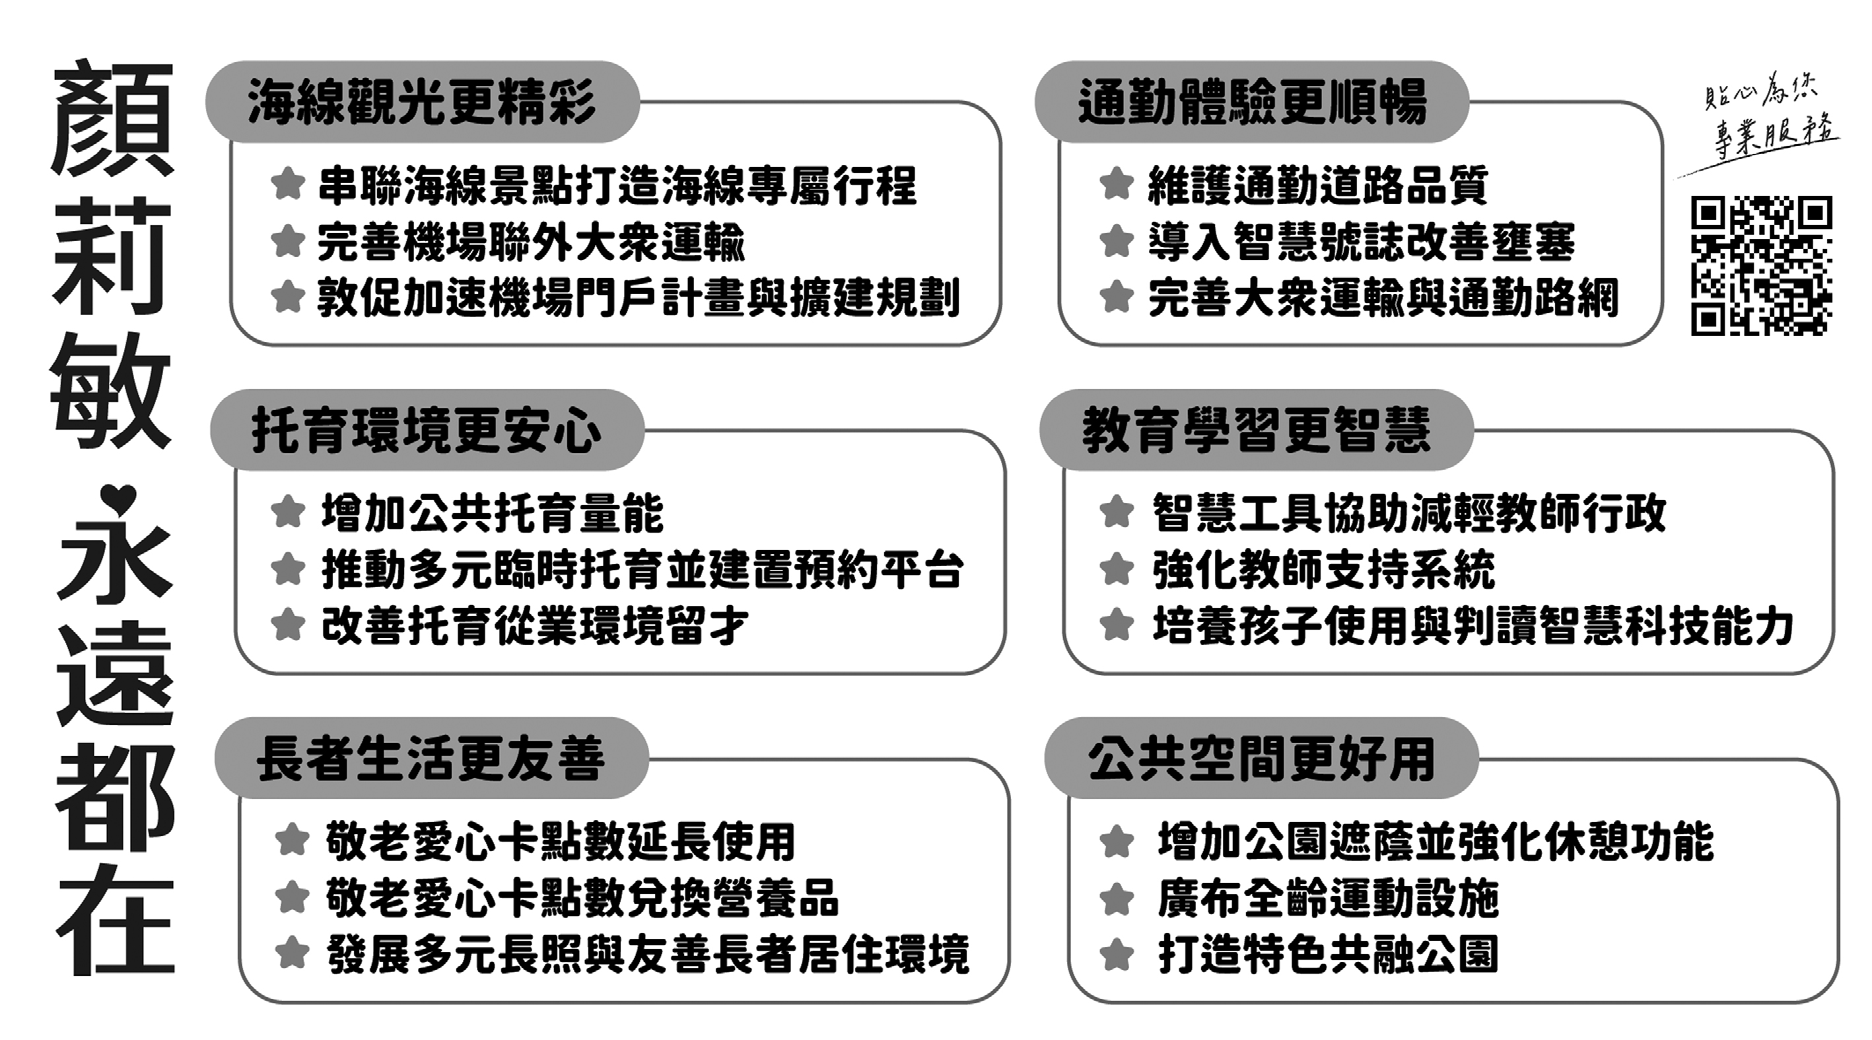 顏莉敏
永遠都在
海線觀光更精彩
串聯海線景點打造海線專屬行程
完善機場聯外大衆運輸
敦促加速機場門戶計畫與擴建規劃
通勤體驗更順暢
維護通勤道路品質
導入智慧號誌改善壅塞
完善大衆運輸與通勤路網
貼心為您
專業服務
托育環境更安心
增加公共托育量能
推動多元臨時托育並建置預約平台
改善托育從業環境留才
教育學習更智慧
智慧工具協助減輕教師行政
強化教師支持系統
培養孩子使用與判讀智慧科技能力
長者生活更友善
敬老愛心卡點數延長使用
敬老愛心卡點數兌換營養品
發展多元長照與友善長者居住環境
公共空間更好用
增加公園遮蔭並強化休憩功能
廣布全齡運動設施
打造特色共融公園